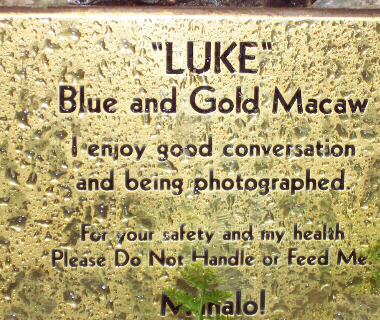 "LUKE"
Blue and Gold Macaw
I enjoy good conversation
and being photographed.
For your safety and my health
Please Do Not Handle or Feed Me.
Mahalo!